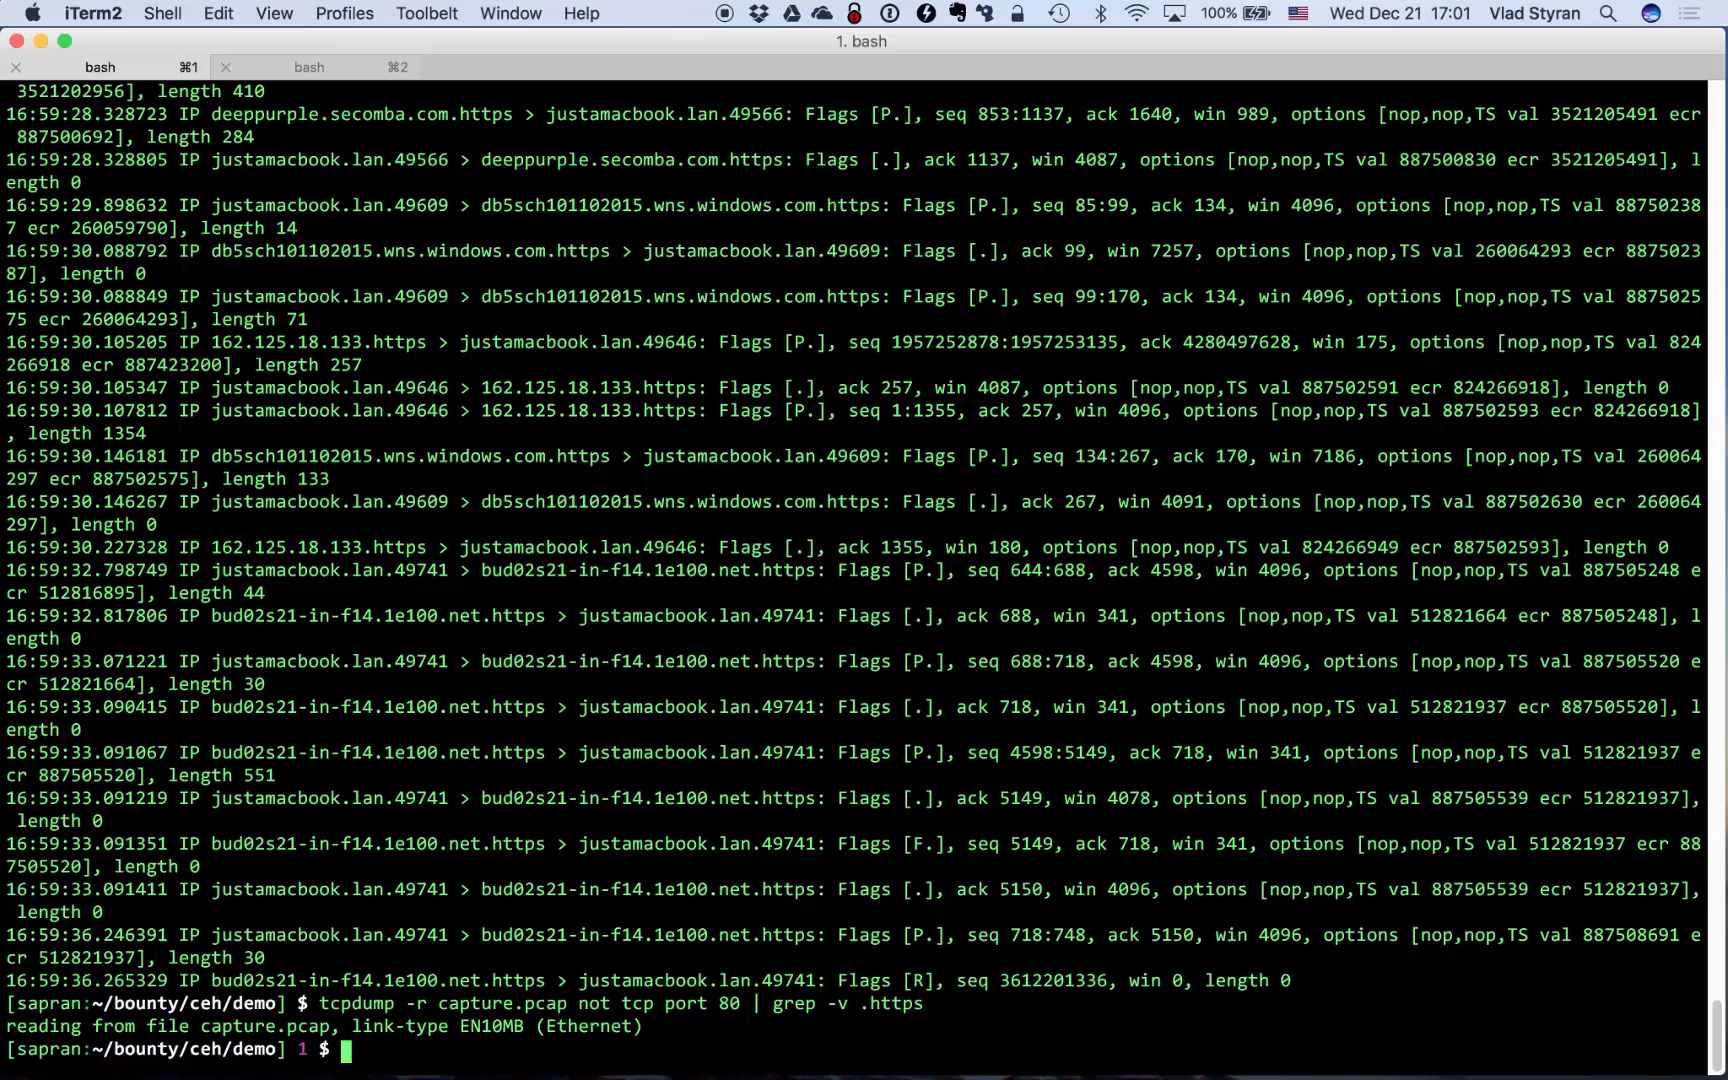 iTerm2 Shell Edit View Profiles Toolbelt Window Help 100% Wed Dec 21 17:01 Vlad Styran
1. bash
bash ⌘1 bash ⌘2
3521202956], length 410
16:59:28.328723 IP deeppurple.secomba.com.https > justamacbook.lan.49566: Flags [P.], seq 853:1137, ack 1640, win 989, options [nop,nop,TS val 3521205491 ecr
887500692], length 284
16:59:28.328805 IP justamacbook.lan.49566 > deeppurple.secomba.com.https: Flags [.], ack 1137, win 4087, options [nop,nop,TS val 887500830 ecr 3521205491], l
ength 0
16:59:29.898632 IP justamacbook.lan.49609 > db5sch101102015.wns.windows.com.https: Flags [P.], seq 85:99, ack 134, win 4096, options [nop,nop,TS val 88750238
7 ecr 260059790], length 14
16:59:30.088792 IP db5sch101102015.wns.windows.com.https > justamacbook.lan.49609: Flags [.], ack 99, win 7257, options [nop,nop,TS val 260064293 ecr 8875023
87], length 0
16:59:30.088849 IP justamacbook.lan.49609 > db5sch101102015.wns.windows.com.https: Flags [P.], seq 99:170, ack 134, win 4096, options [nop,nop,TS val 8875025
75 ecr 260064293], length 71
16:59:30.105205 IP 162.125.18.133.https > justamacbook.lan.49646: Flags [P.], seq 1957252878:1957253135, ack 4280497628, win 175, options [nop,nop,TS val 824
266918 ecr 887423200], length 257
16:59:30.105347 IP justamacbook.lan.49646 > 162.125.18.133.https: Flags [.], ack 257, win 4087, options [nop,nop,TS val 887502591 ecr 824266918], length 0
16:59:30.107812 IP justamacbook.lan.49646 > 162.125.18.133.https: Flags [P.], seq 1:1355, ack 257, win 4096, options [nop,nop,TS val 887502593 ecr 824266918]
, length 1354
16:59:30.146181 IP db5sch101102015.wns.windows.com.https > justamacbook.lan.49609: Flags [P.], seq 134:267, ack 170, win 7186, options [nop,nop,TS val 260064
297 ecr 887502575], length 133
16:59:30.146267 IP justamacbook.lan.49609 > db5sch101102015.wns.windows.com.https: Flags [.], ack 267, win 4091, options [nop,nop,TS val 887502630 ecr 260064
297], length 0
16:59:30.227328 IP 162.125.18.133.https > justamacbook.lan.49646: Flags [.], ack 1355, win 180, options [nop,nop,TS val 824266949 ecr 887502593], length 0
16:59:32.798749 IP justamacbook.lan.49741 > bud02s21-in-f14.1e100.net.https: Flags [P.], seq 644:688, ack 4598, win 4096, options [nop,nop,TS val 887505248 e
cr 512816895], length 44
16:59:32.817806 IP bud02s21-in-f14.1e100.net.https > justamacbook.lan.49741: Flags [.], ack 688, win 341, options [nop,nop,TS val 512821664 ecr 887505248], l
ength 0
16:59:33.071221 IP justamacbook.lan.49741 > bud02s21-in-f14.1e100.net.https: Flags [P.], seq 688:718, ack 4598, win 4096, options [nop,nop,TS val 887505520 e
cr 512821664], length 30
16:59:33.090415 IP bud02s21-in-f14.1e100.net.https > justamacbook.lan.49741: Flags [.], ack 718, win 341, options [nop,nop,TS val 512821937 ecr 887505520], l
ength 0
16:59:33.091067 IP bud02s21-in-f14.1e100.net.https > justamacbook.lan.49741: Flags [P.], seq 4598:5149, ack 718, win 341, options [nop,nop,TS val 512821937 e
cr 887505520], length 551
16:59:33.091219 IP justamacbook.lan.49741 > bud02s21-in-f14.1e100.net.https: Flags [.], ack 5149, win 4078, options [nop,nop,TS val 887505539 ecr 512821937],
length 0
16:59:33.091351 IP bud02s21-in-f14.1e100.net.https > justamacbook.lan.49741: Flags [F.], seq 5149, ack 718, win 341, options [nop,nop,TS val 512821937 ecr 88
7505520], length 0
16:59:33.091411 IP justamacbook.lan.49741 > bud02s21-in-f14.1e100.net.https: Flags [.], ack 5150, win 4096, options [nop,nop,TS val 887505539 ecr 512821937],
length 0
16:59:36.246391 IP justamacbook.lan.49741 > bud02s21-in-f14.1e100.net.https: Flags [P.], seq 718:748, ack 5150, win 4096, options [nop,nop,TS val 887508691 e
cr 512821937], length 30
16:59:36.265329 IP bud02s21-in-f14.1e100.net.https > justamacbook.lan.49741: Flags [R], seq 3612201336, win 0, length 0
[sapran:~/bounty/ceh/demo] $ tcpdump -r capture.pcap not tcp port 80 | grep -v .https
reading from file capture.pcap, link-type EN10MB (Ethernet)
[sapran:~/bounty/ceh/demo] 1 $